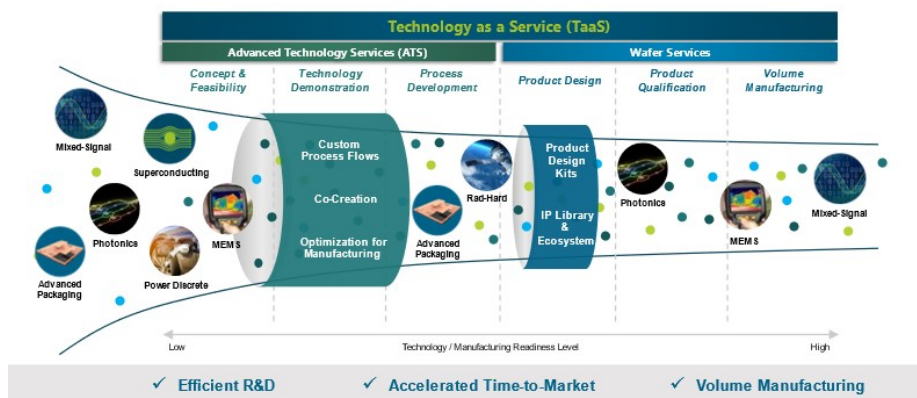 Technology as a Service (TaaS)
Advanced Technology Services (ATS)
Wafer Services
Concept &
Feasibility
Technology
Demonstration
Process
Development
Product Design
Product
Qualification
Volume
Manufacturing
Mixed-Signal
Superconducting
Photonics
MEMS
Advanced
Packaging
Power Discrete
Custom
Process Flows
Co-Creation
Optimization for
Manufacturing
Rad-Hard
Advanced
Packaging
Product
Design
Kits
IP Library
&
Ecosystem
Photonics
MEMS
Mixed-Signal
Low
Technology / Manufacturing Readiness Level
High
✓ Efficient R&D
✓ Accelerated Time-to-Market
✓ Volume Manufacturing